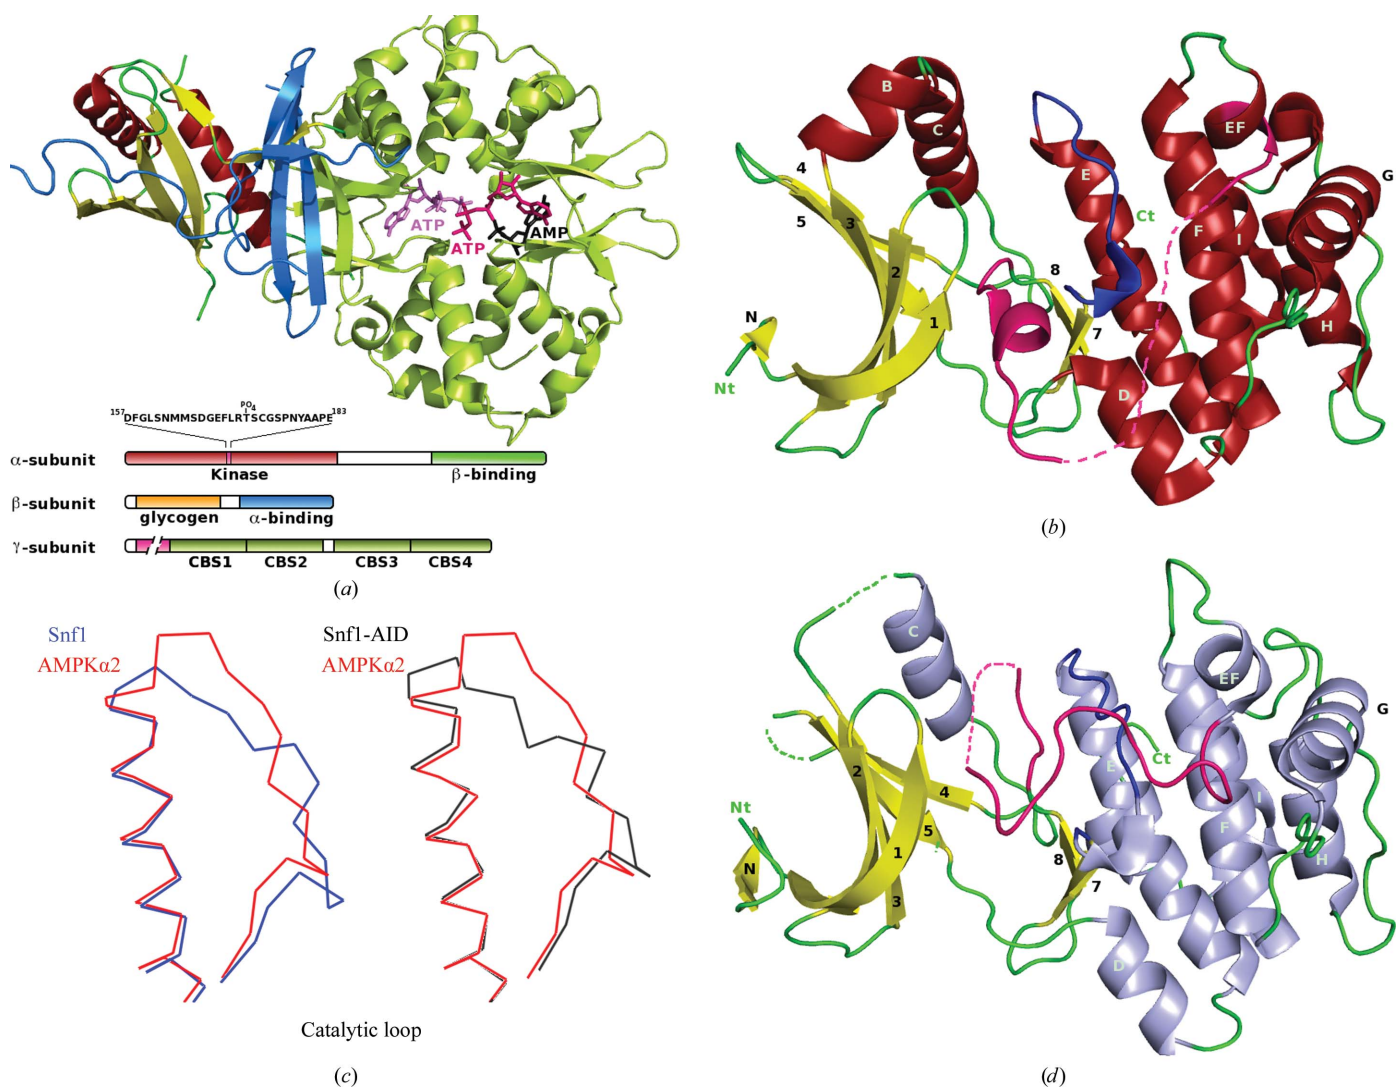 ATP
ATP
AMP
PO4
157DFGLSNMMSDGEFLRTSCGSPNYAAPE183
α-subunit
Kinase
β-binding
β-subunit
glycogen
α-binding
γ-subunit
CBS1
CBS2
CBS3
CBS4
(a)
B
C
EF
4
E
G
5
3
Ct
F
I
2
8
N
1
7
H
Nt
D
(b)
Snf1
AMPKα2
Snf1-AID
AMPKα2
Catalytic loop
(c)
C
EF
G
2
E
Ct
4
I
Nt
5
F
1
8
H
N
7
3
D
(d)